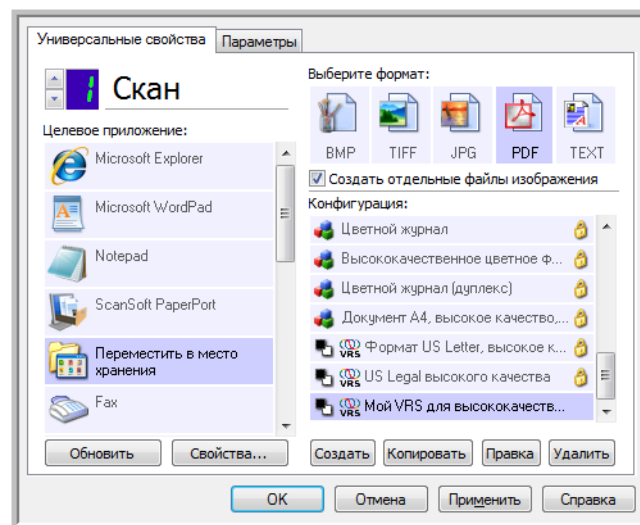 Универсальные свойства
Параметры
1
Скан
Целевое приложение:
Microsoft Explorer
Microsoft WordPad
Notepad
ScanSoft PaperPort
Переместить в место
хранения
Fax
Обновить
Свойства...
Выберите формат:
BMP
TIFF
JPG
PDF
TEXT
Создать отдельные файлы изображения
Конфигурация:
Цветной журнал
Высококачественное цветное ф...
Цветной журнал (дуплекс)
Документ A4, высокое качество,...
VRS Формат US Letter, высокое к...
VRS US Legal высокого качества
VRS Мой VRS для высококачеств...
Создать
Копировать
Правка
Удалить
OK
Отмена
Применить
Справка